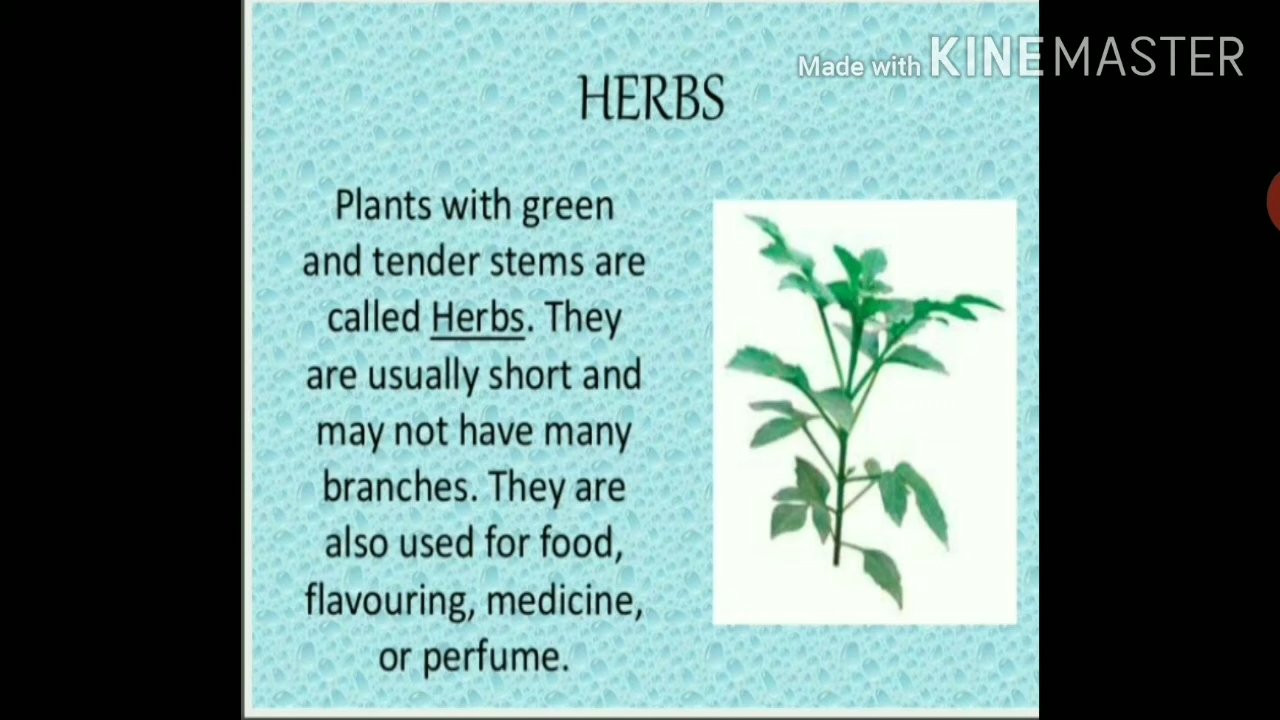 Made with KINEMASTER
HERBS
Plants with green
and tender stems are
called Herbs. They
are usually short and
may not have many
branches. They are
also used for food,
flavouring, medicine,
or perfume.